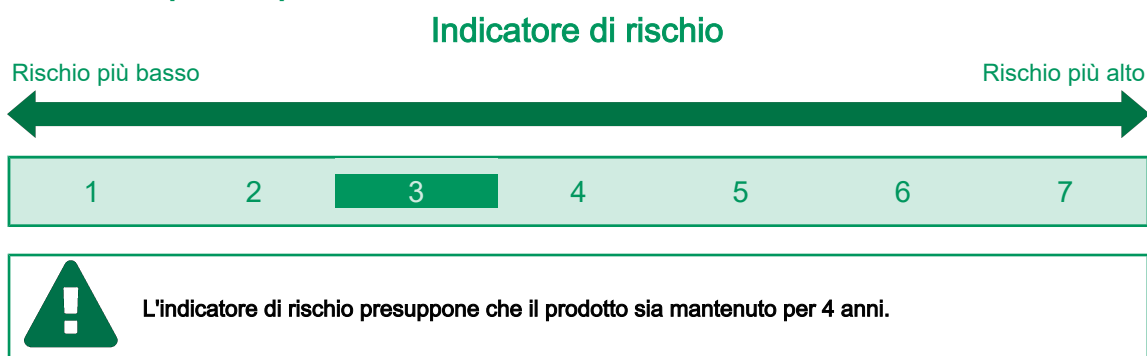 Indicatore di rischio
Rischio più basso Rischio più alto
1 2 3 4 5 6 7
L'indicatore di rischio presuppone che il prodotto sia mantenuto per 4 anni.